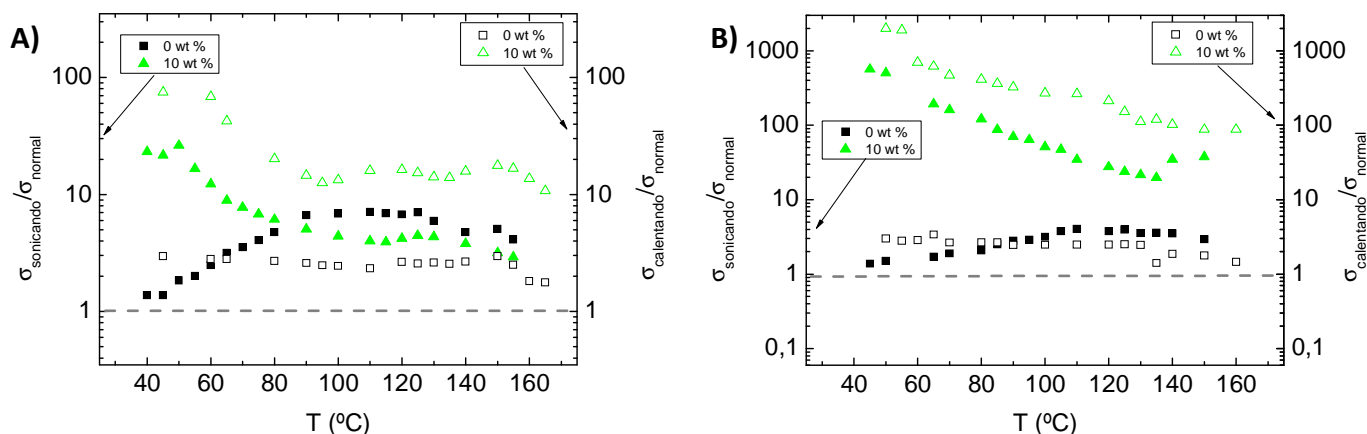 A)
0 wt %
10 wt %
0 wt %
10 wt %
100
10
1
100
10
1
σsonicando/σnormal
σcalentando/σnormal
40 60 80 100 120 140 160
T (ºC)
B)
0 wt %
10 wt %
0 wt %
10 wt %
1000
100
10
1
0,1
1000
100
10
1
0,1
σsonicando/σnormal
σcalentando/σnormal
40 60 80 100 120 140 160
T (ºC)